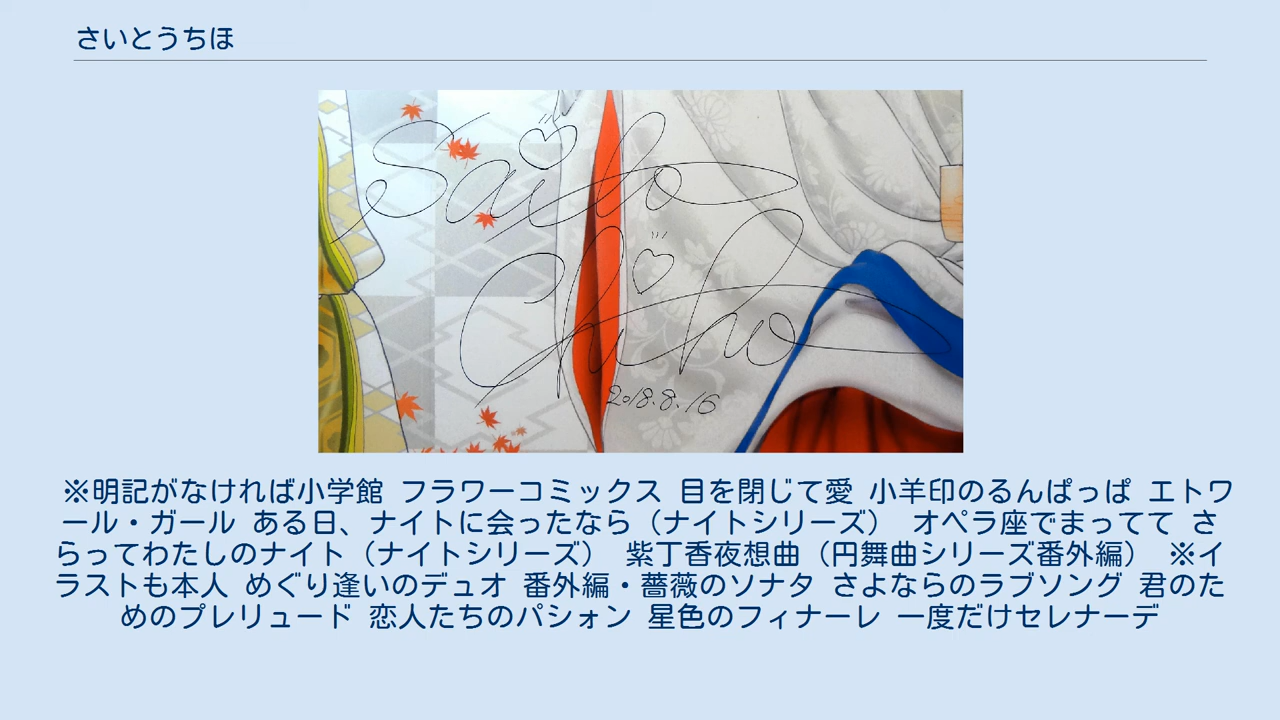 さいとうちほ
Saito
Chiho
2018.8.16
※明記がなければ小学館 フラワーコミックス 目を閉じて愛 小羊印のるんぱっぱ エトワ
ール・ガール ある日、ナイトに会ったなら（ナイトシリーズ） オペラ座でまってて さ
らってわたしのナイト（ナイトシリーズ） 紫丁香夜想曲（円舞曲シリーズ番外編） ※イ
ラストも本人 めぐり逢いのデュオ 番外編・薔薇のソナタ さよならのラブソング 君のた
めのプレリュード 恋人たちのパシォン 星色のフィナーレ 一度だけセレナーデ